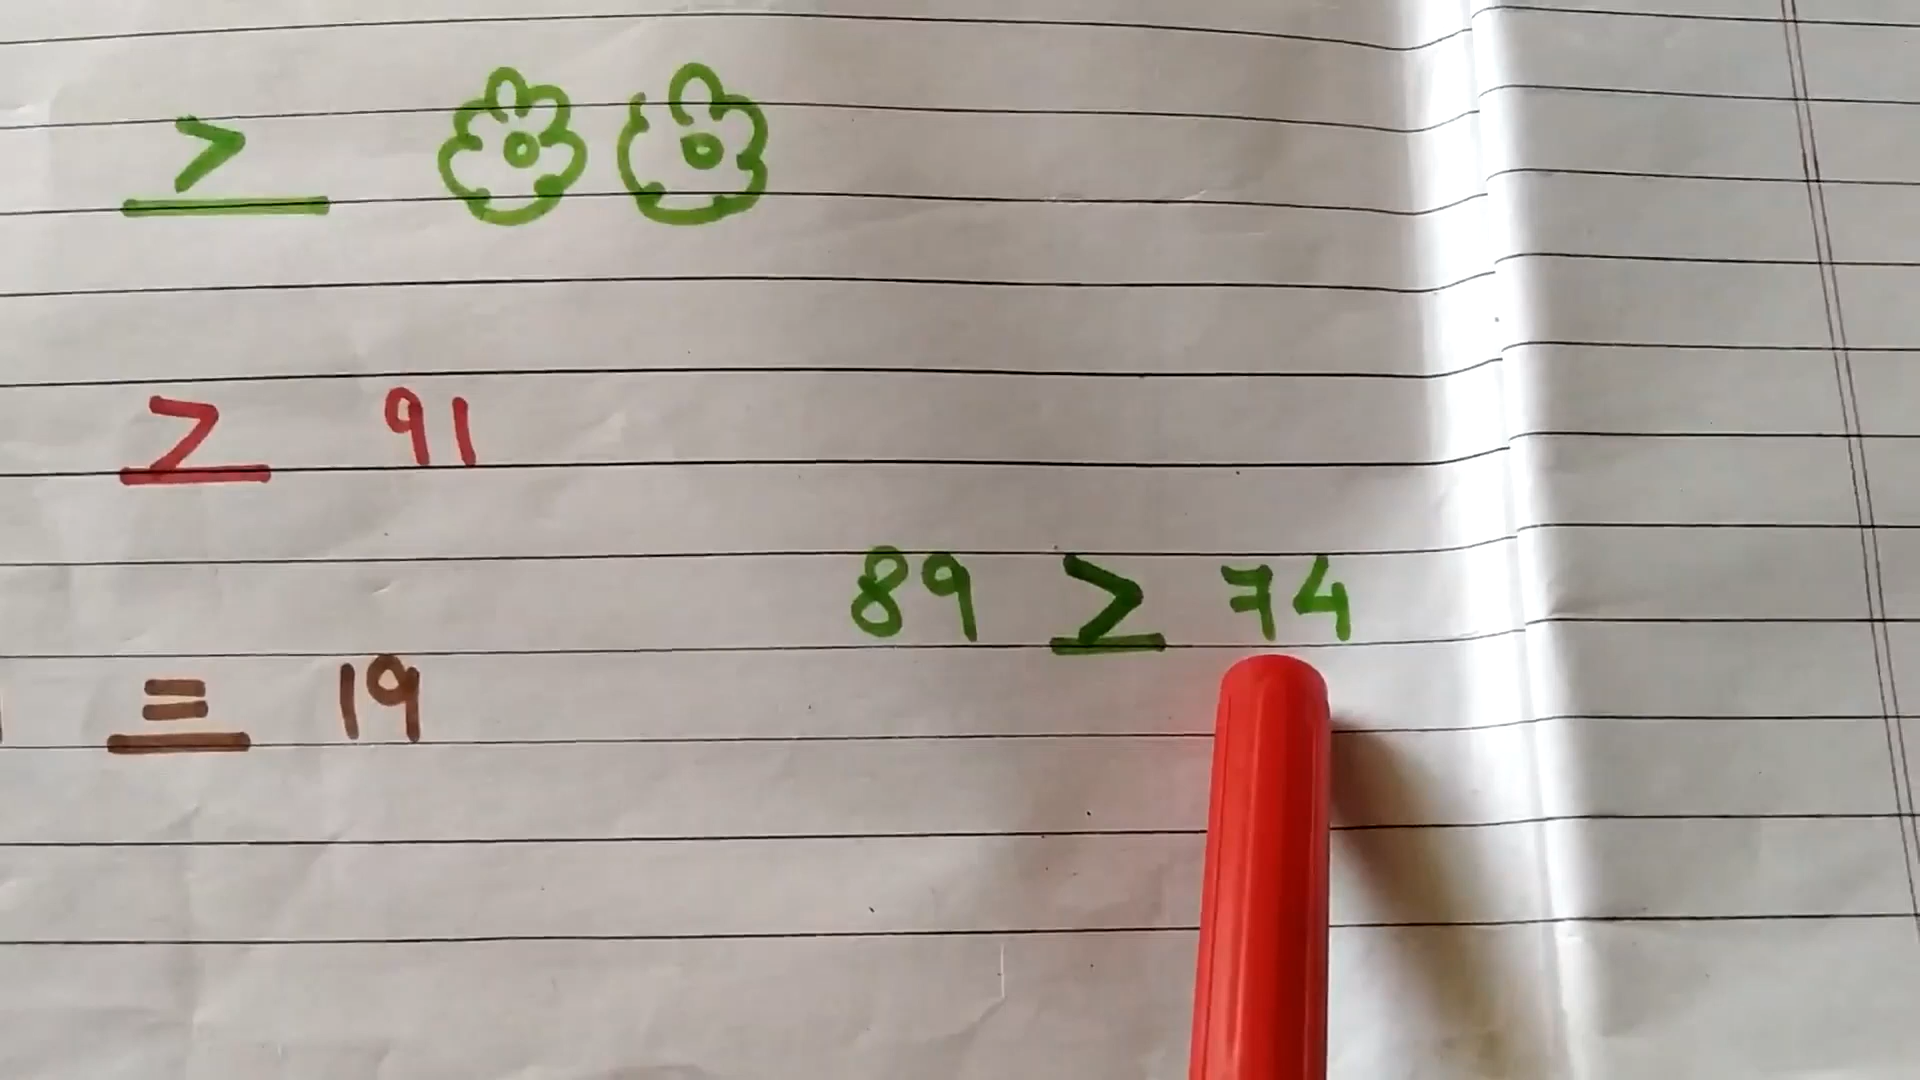 >
> 91
89 > 74
= 19